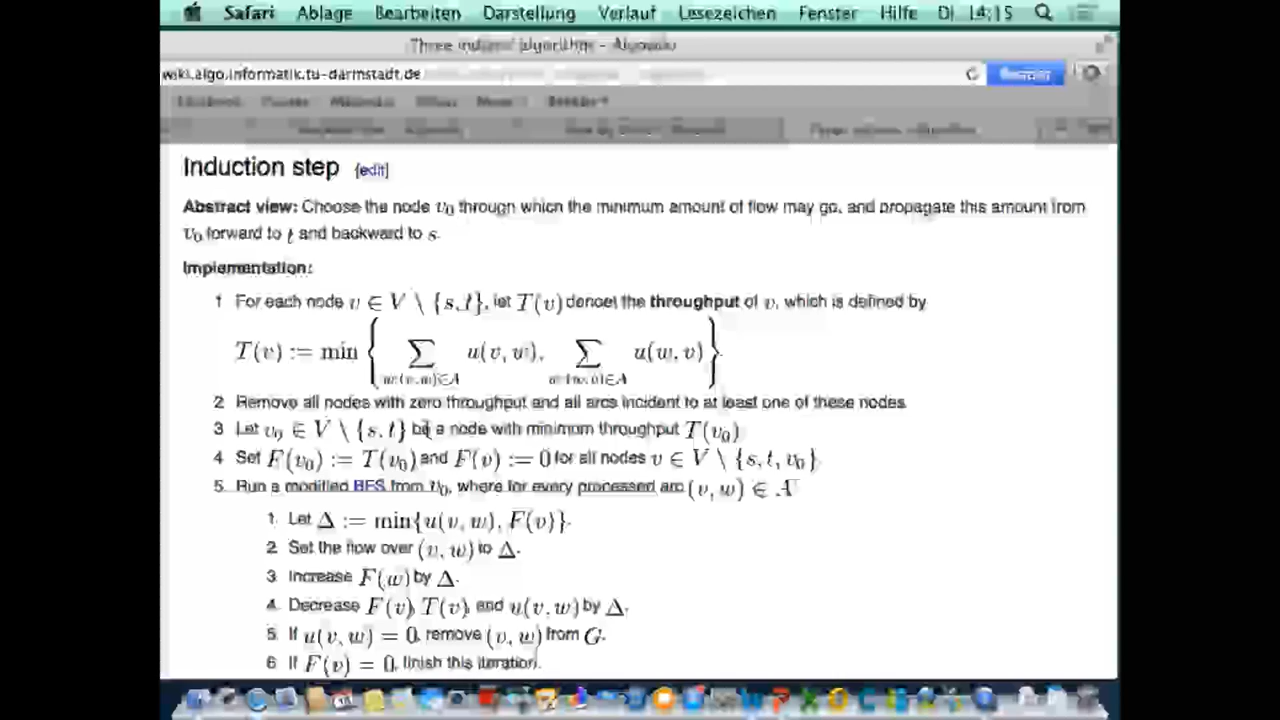 Safari Ablage Bearbeiten Darstellung Verlauf Lesezeichen Fenster Hilfe Di 14:15
Three indians' algorithm – Algowiki
wiki.algo.informatik.tu-darmstadt.de
Induction step [edit]
Abstract view: Choose the node v₀ through which the minimum amount of flow may go, and propagate this amount from
v₀ forward to t and backward to s.
Implementation:
1 For each node v ∈ V \ {s, t}, let T(v) denoet the throughput of v, which is defined by
T(v) := min { ∑ w:(v,w)∈A u(v, w), ∑ w:(w,v)∈A u(w, v) }.
2 Remove all nodes with zero throughput and all arcs incident to at least one of these nodes.
3 Let v₀ ∈ V \ {s, t} be a node with minimum throughput T(v₀)
4 Set F(v₀) := T(v₀) and F(v) := 0 for all nodes v ∈ V \ {s, t, v₀}
5. Run a modified BFS from v₀, where for every processed arc (v, w) ∈ A
1. Let Δ := min{u(v, w), F(v)}.
2 Set the flow over (v, w) to Δ.
3 Increase F(w) by Δ.
4. Decrease F(v) T(v), and u(v, w) by Δ.
5 If u(v, w) = 0, remove (v, w) from G.
6 If F(v) = 0, finish this iteration.